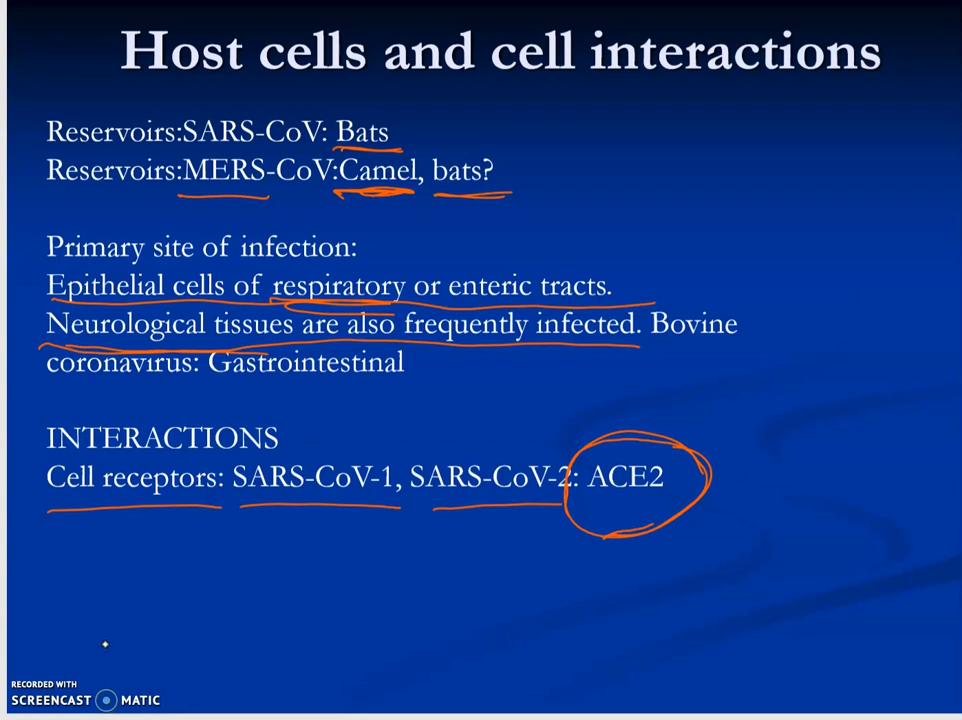 Host cells and cell interactions
Reservoirs:SARS-CoV: Bats
Reservoirs:MERS-CoV:Camel, bats?
Primary site of infection:
Epithelial cells of respiratory or enteric tracts.
Neurological tissues are also frequently infected. Bovine
coronavirus: Gastrointestinal
INTERACTIONS
Cell receptors: SARS-CoV-1, SARS-CoV-2: ACE2
RECORDED WITH
SCREENCAST MATIC